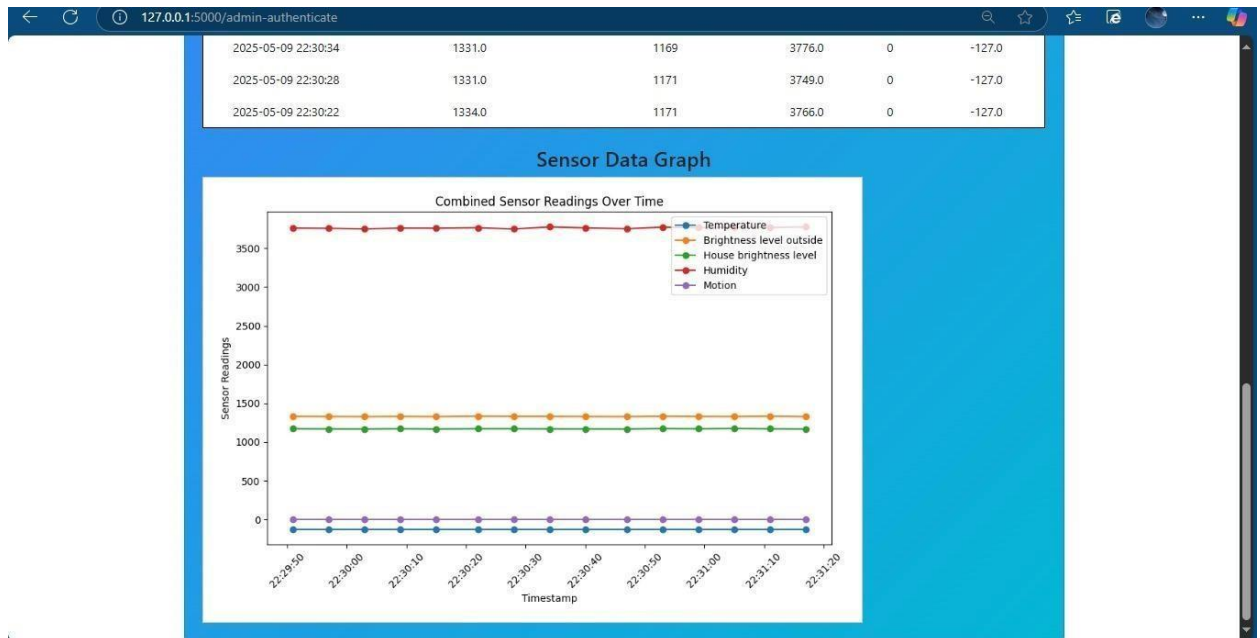 127.0.0.1:5000/admin-authenticate
2025-05-09 22:30:34 1331.0 1169 3776.0 0 -127.0
2025-05-09 22:30:28 1331.0 1171 3749.0 0 -127.0
2025-05-09 22:30:22 1334.0 1171 3766.0 0 -127.0
Sensor Data Graph
Combined Sensor Readings Over Time
Temperature
Brightness level outside
House brightness level
Humidity
Motion
3500
3000
2500
2000
1500
1000
500
0
Sensor Readings
22:29:50 22:30:00 22:30:10 22:30:20 22:30:30 22:30:40 22:30:50 22:31:00 22:31:10 22:31:20
Timestamp